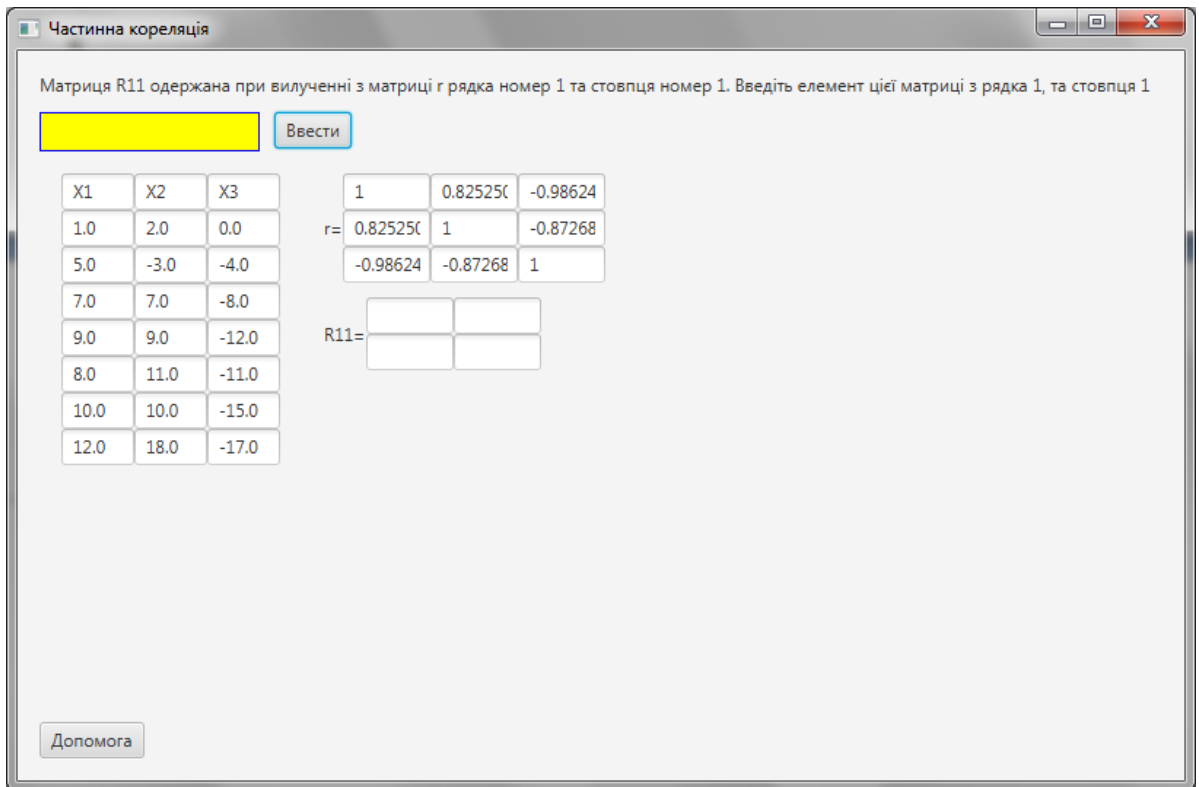 Частинна кореляція
Матриця R11 одержана при вилученні з матриці r рядка номер 1 та стовпця номер 1. Введіть елемент цієї матриці з рядка 1, та стовпця 1
Ввести
X1 X2 X3
1.0 2.0 0.0
5.0 -3.0 -4.0
7.0 7.0 -8.0
9.0 9.0 -12.0
8.0 11.0 -11.0
10.0 10.0 -15.0
12.0 18.0 -17.0
1 0.825250 -0.98624
r= 0.825250 1 -0.87268
-0.98624 -0.87268 1
R11=
Допомога